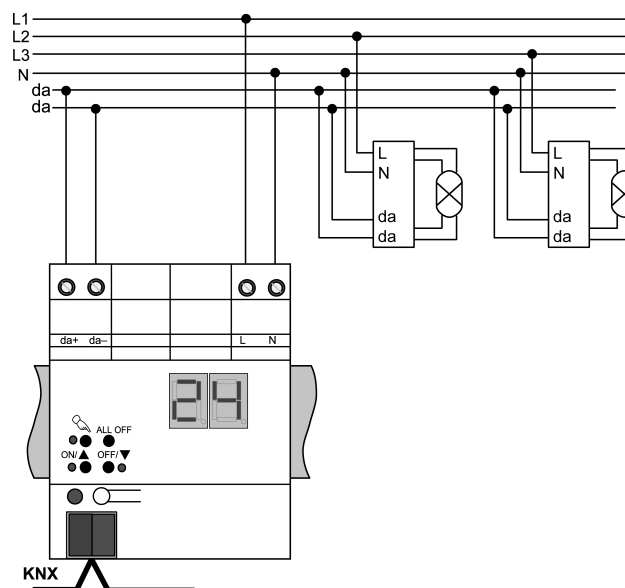 L1
L2
L3
N
da
da
L
N
da
da
L
N
da
da
da+ da– L N
24
ALL OFF
ON/▲ OFF/▼
KNX